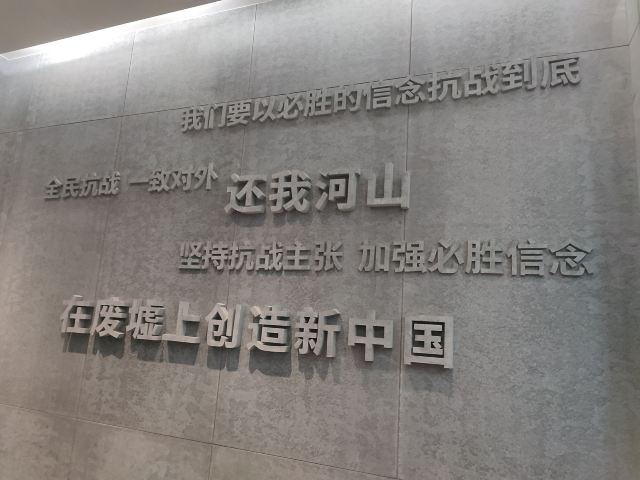 我们要以必胜的信念抗战到底
全民抗战 一致对外 还我河山
坚持抗战主张 加强必胜信念
在废墟上创造新中国